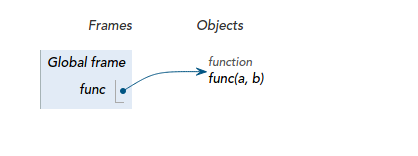 Frames
Objects
Global frame
func
function
func(a, b)